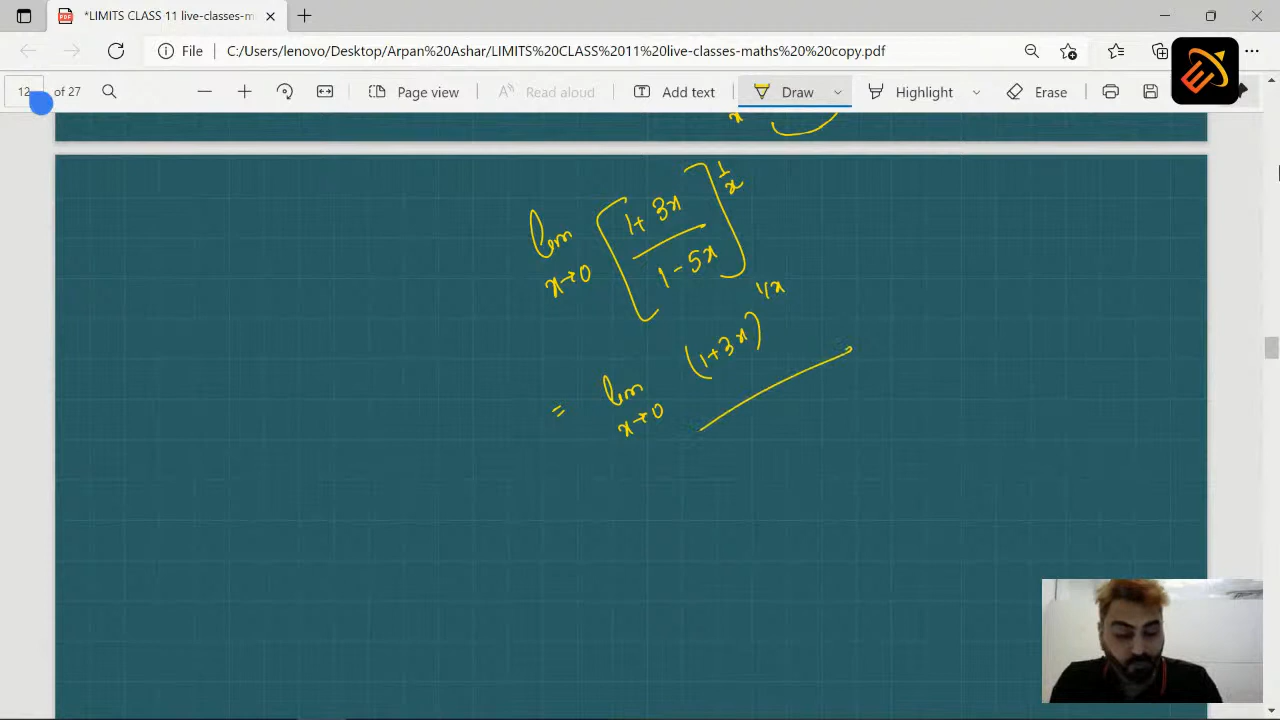 *LIMITS CLASS 11 live-classes-m
File C:/Users/lenovo/Desktop/Arpan%20Ashar/LIMITS%20CLASS%2011%20live-classes-maths%20%20copy.pdf
12 of 27 Page view Read aloud Add text Draw Highlight Erase
x
lim x→0 [(1+3x)/(1-5x)]^(1/x)
= lim x→0 (1+3x)^(1/x)